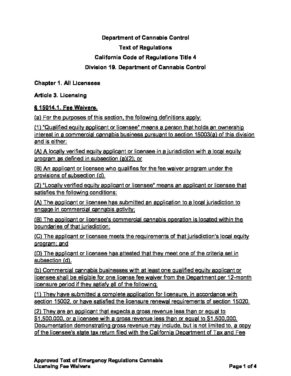 Department of Cannabis Control
Text of Regulations
California Code of Regulations Title 4
Division 19. Department of Cannabis Control
Chapter 1. All Licensees
Article 3. Licensing
§ 15014.1. Fee Waivers.
(a) For the purposes of this section, the following definitions apply:
(1) "Qualified equity applicant or licensee" means a person that holds an ownership
interest in a commercial cannabis business pursuant to section 15003(a) of this division
and is either:
(A) A locally verified equity applicant or licensee in a jurisdiction with a local equity
program as defined in subsection (a)(2), or
(B) An applicant or licensee who qualifies for the fee waiver program under the
provisions of subsection (d).
(2) "Locally verified equity applicant or licensee" means an applicant or licensee that
satisfies the following conditions:
(A) The applicant or licensee has submitted an application to a local jurisdiction to
engage in commercial cannabis activity;
(B) The applicant or licensee's commercial cannabis operation is located within the
boundaries of that jurisdiction;
(C) The applicant or licensee meets the requirements of that jurisdiction's local equity
program; and
(D) The applicant or licensee has attested that they meet one of the criteria set in
subsection (d).
(b) Commercial cannabis businesses with at least one qualified equity applicant or
licensee shall be eligible for one license fee waiver from the Department per 12-month
licensure period if they satisfy all of the following:
(1) They have submitted a complete application for licensure, in accordance with
section 15002, or have satisfied the licensure renewal requirements of section 15020.
(2) They are an applicant that expects a gross revenue less than or equal to
$1,500,000, or a licensee with a gross revenue less than or equal to $1,500,000.
Documentation demonstrating gross revenue may include, but is not limited to, a copy
of the licensee's state tax return filed with the California Department of Tax and Fee
Approved Text of Emergency Regulations Cannabis
Licensing Fee Waivers
Page 1 of 4